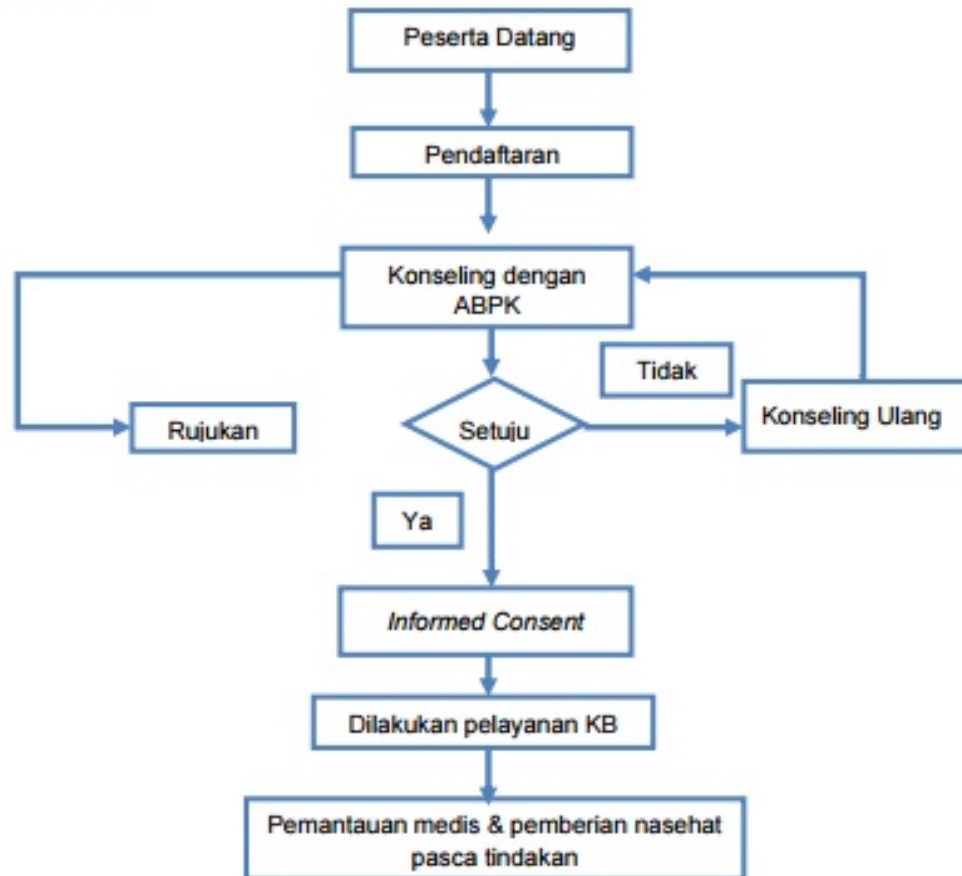 Peserta Datang
Pendaftaran
Konseling dengan
ABPK
Tidak
Rujukan
Setuju
Konseling Ulang
Ya
Informed Consent
Dilakukan pelayanan KB
Pemantauan medis & pemberian nasehat
pasca tindakan